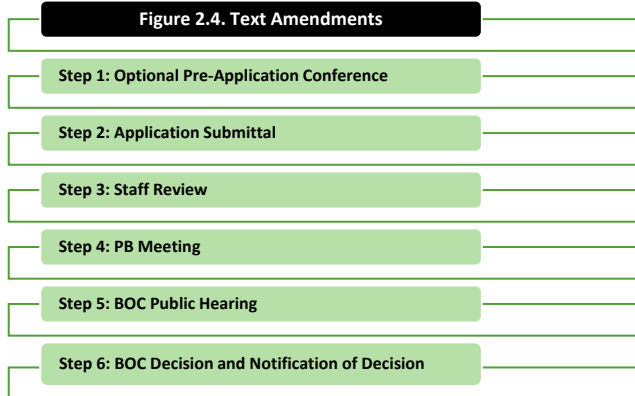 Figure 2.4. Text Amendments
Step 1: Optional Pre-Application Conference
Step 2: Application Submittal
Step 3: Staff Review
Step 4: PB Meeting
Step 5: BOC Public Hearing
Step 6: BOC Decision and Notification of Decision